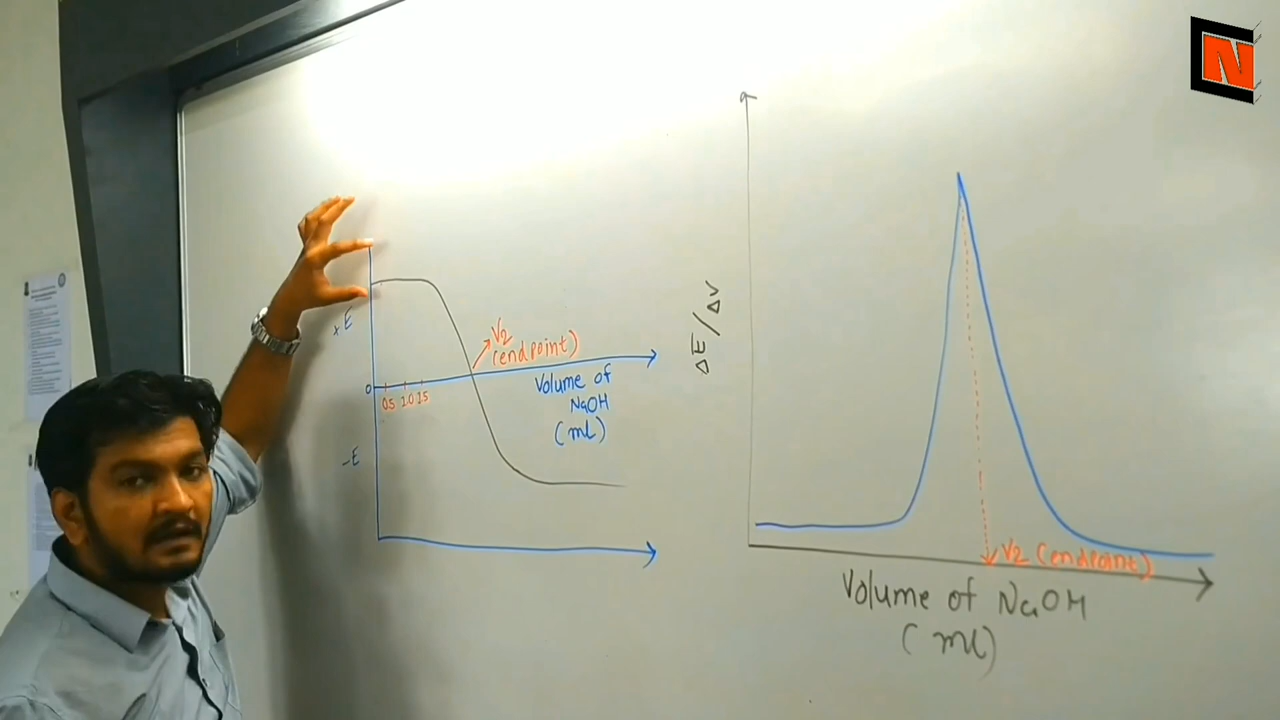 +E
0
-E
0.5 1.0 1.5
V2
(endpoint)
Volume of
NaOH
(ml)
ΔE/ΔV
V2 (endpoint)
Volume of NaOH
(ml)
N